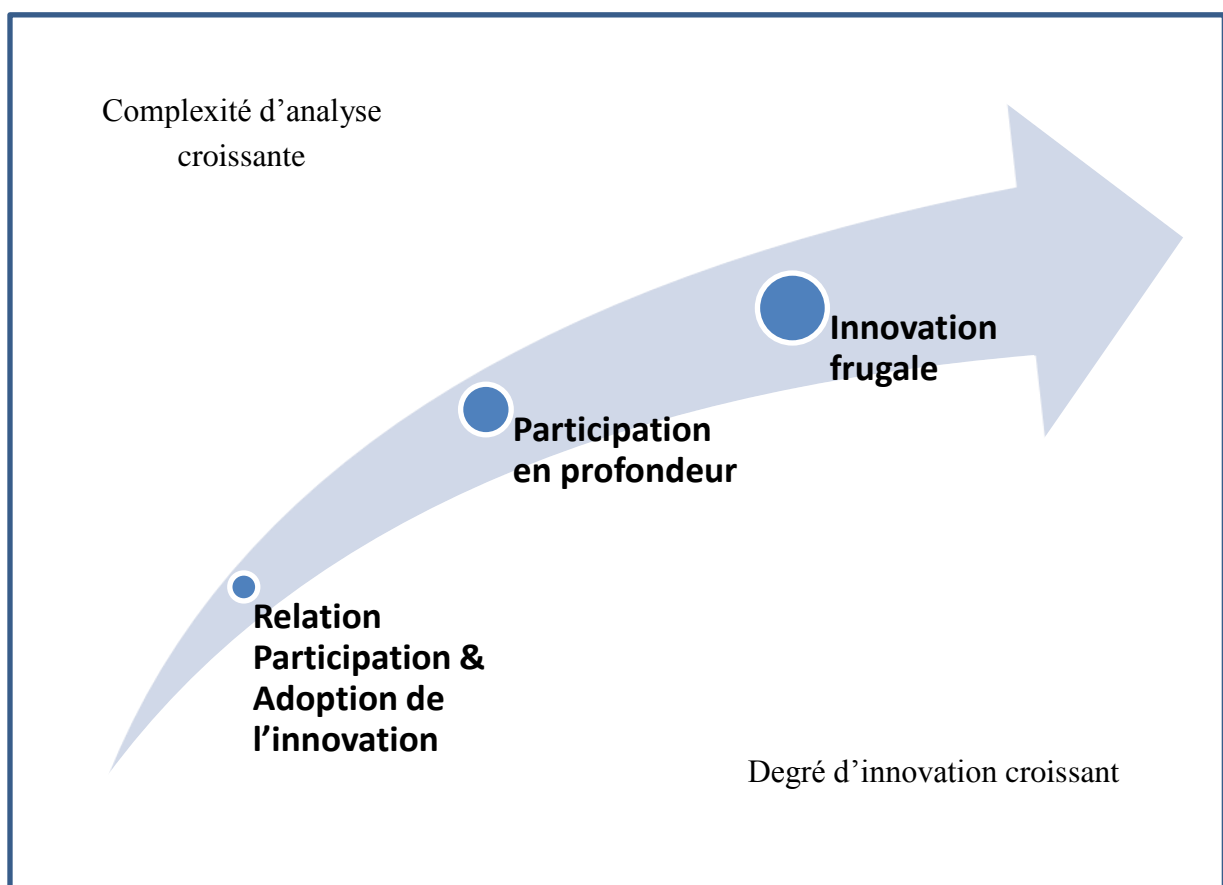 Complexité d’analyse
croissante
Innovation
frugale
Participation
en profondeur
Relation
Participation &
Adoption de
l’innovation
Degré d’innovation croissant